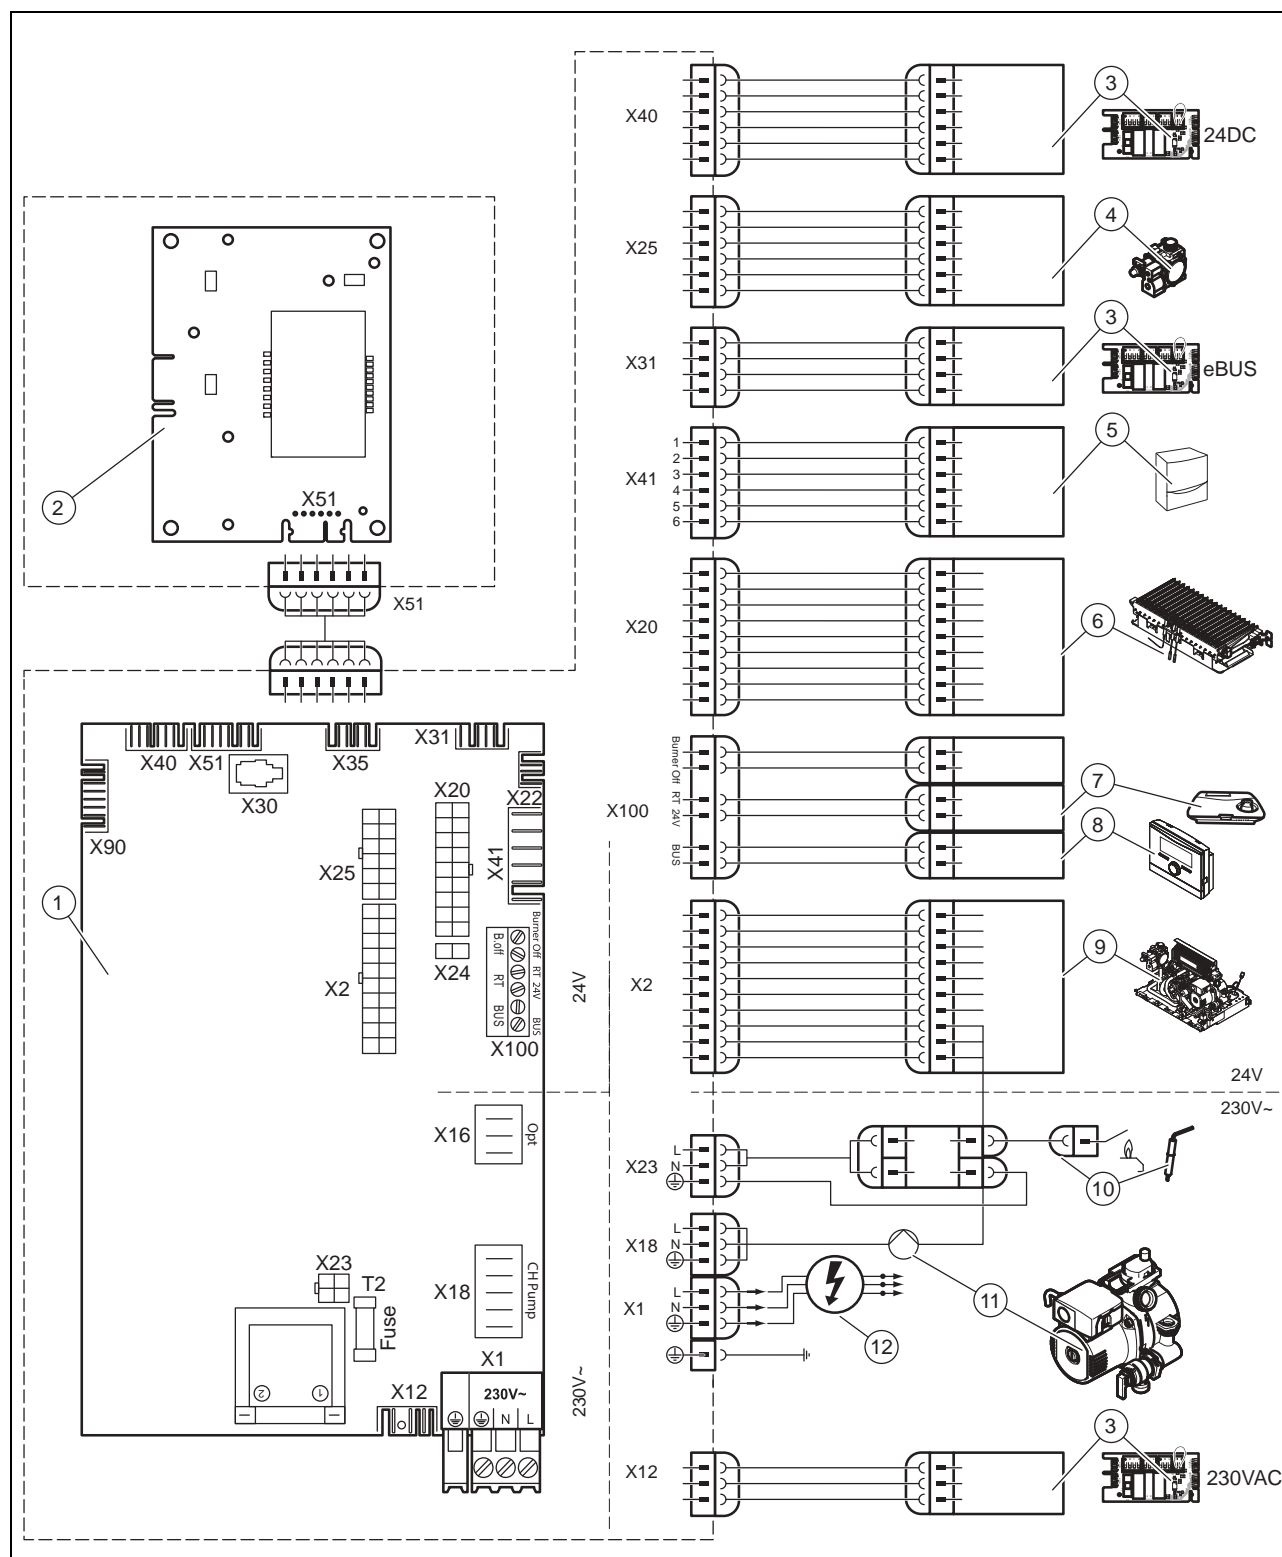 X40
3
24DC
X25
4
X31
3
eBUS
X41
1
2
3
4
5
6
5
2
X51
X51
X20
6
X100
Burner Off
RT
24V
BUS
7
8
X2
9
24V
230V~
X23
L
N
10
X18
L
N
11
X1
L
N
12
X12
3
230VAC
1
X40
X51
X30
X35
X31
X90
X20
X22
X25
X41
X2
X24
B.off
RT
BUS
Burner Off
RT
24V
BUS
X100
24V
X16
Opt
X23
T2
Fuse
X18
CH Pump
X1
230V~
N
L
X12
2
1
230V~